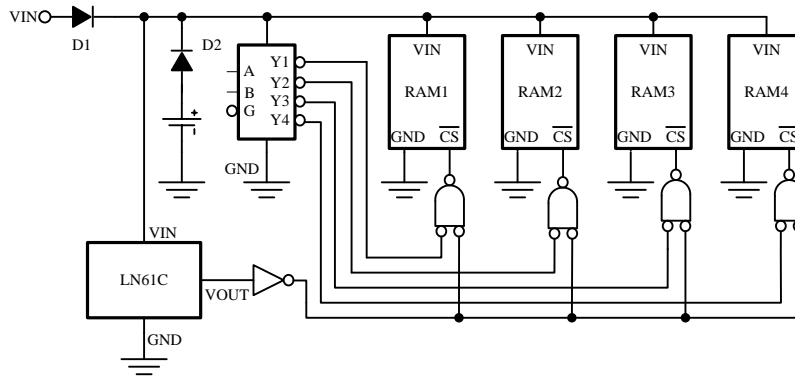 VIN
D1
D2
A
B
G
Y1
Y2
Y3
Y4
GND
VIN
RAM1
GND
CS
VIN
RAM2
GND
CS
VIN
RAM3
GND
CS
VIN
RAM4
GND
CS
+
-
VIN
LN61C
VOUT
GND